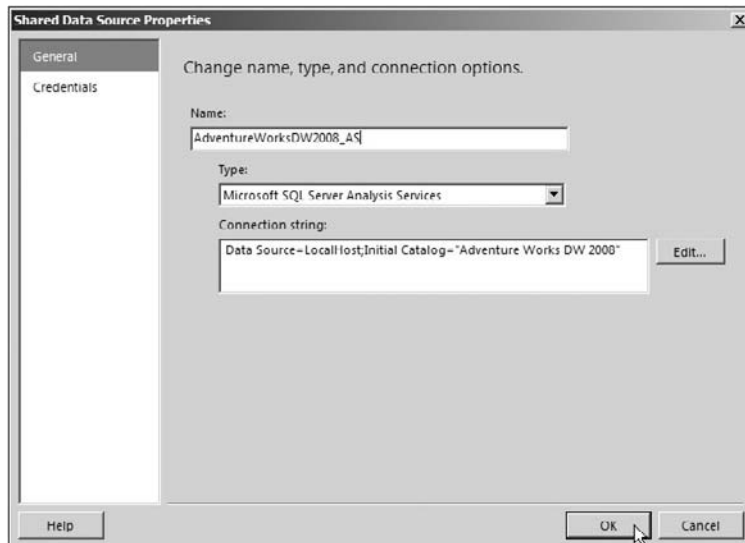 Shared Data Source Properties
General
Credentials
Change name, type, and connection options.
Name:
AdventureWorksDW2008_AS
Type:
Microsoft SQL Server Analysis Services
Connection string:
Data Source=LocalHost;Initial Catalog="Adventure Works DW 2008"
Edit...
Help
OK
Cancel